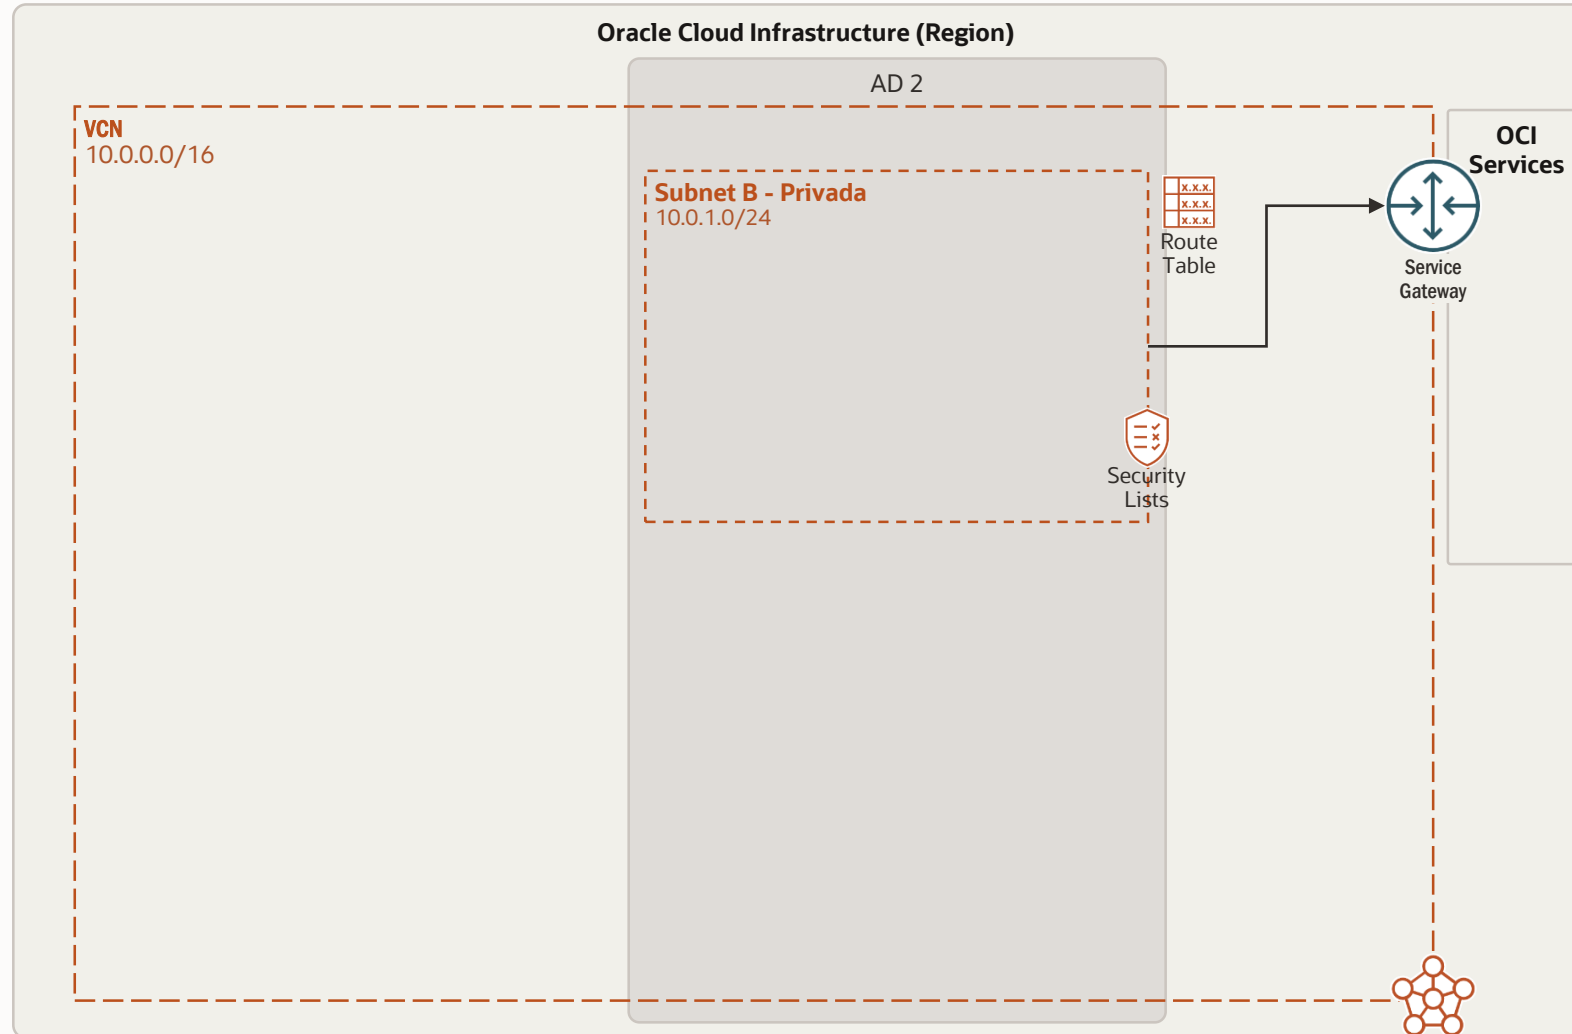 Oracle Cloud Infrastructure (Region)
AD 2
VCN
10.0.0.0/16
OCI
Services
Subnet B - Privada
10.0.1.0/24
x.x.x.
x.x.x.
x.x.x.
Route
Table
Service
Gateway
Security
Lists